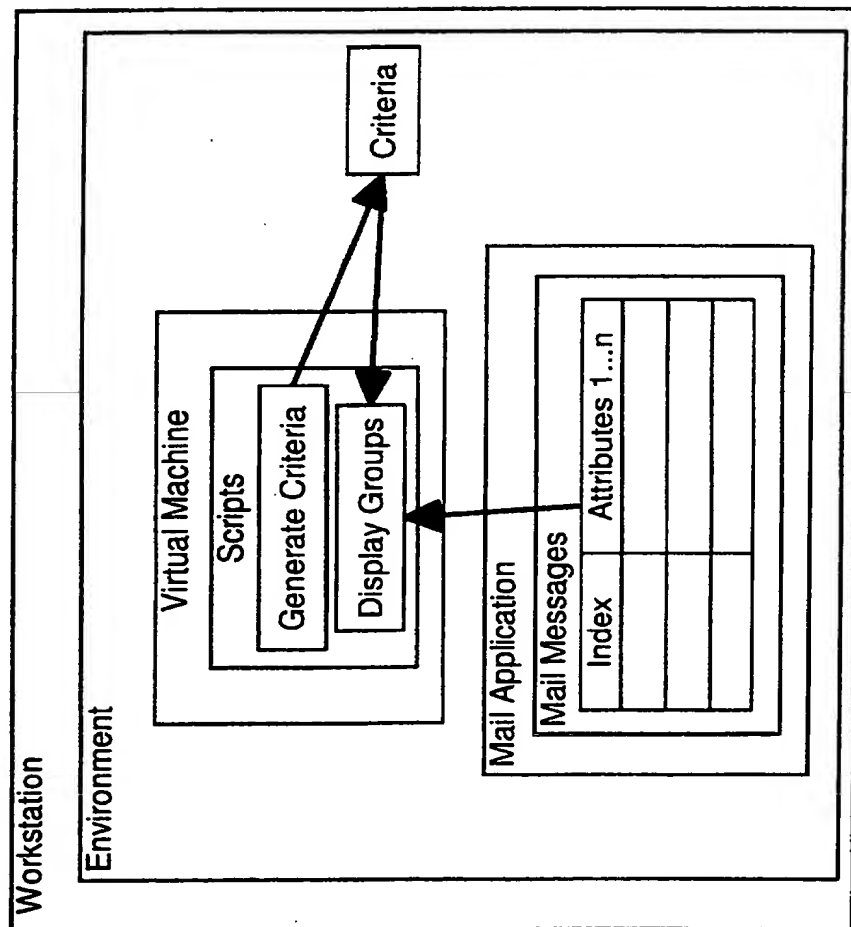 Workstation
Environment
Virtual Machine
Scripts
Generate Criteria
Display Groups
Criteria
Mail Application
Mail Messages
Index
Attributes 1...n